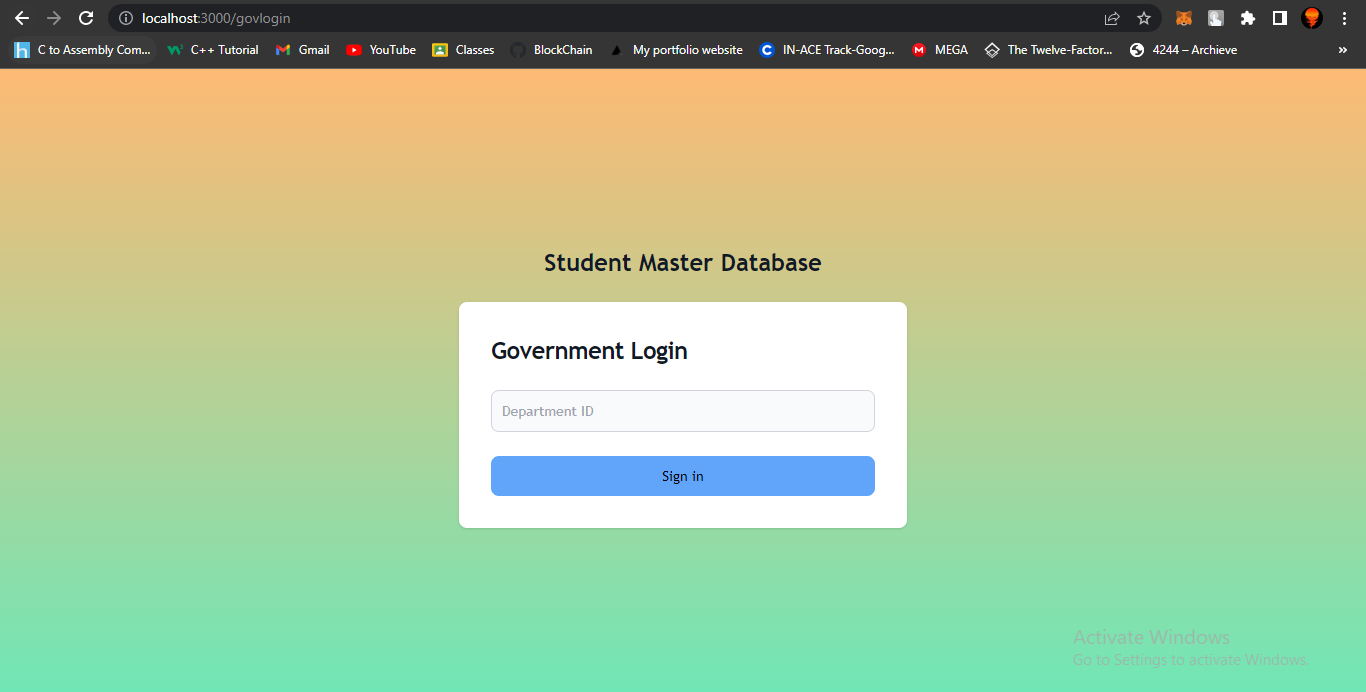 localhost:3000/govlogin
C to Assembly Com... C++ Tutorial Gmail YouTube Classes BlockChain My portfolio website IN-ACE Track-Goog... MEGA The Twelve-Factor... 4244 – Archieve »
Student Master Database
Government Login
Department ID
Sign in
Activate Windows
Go to Settings to activate Windows.